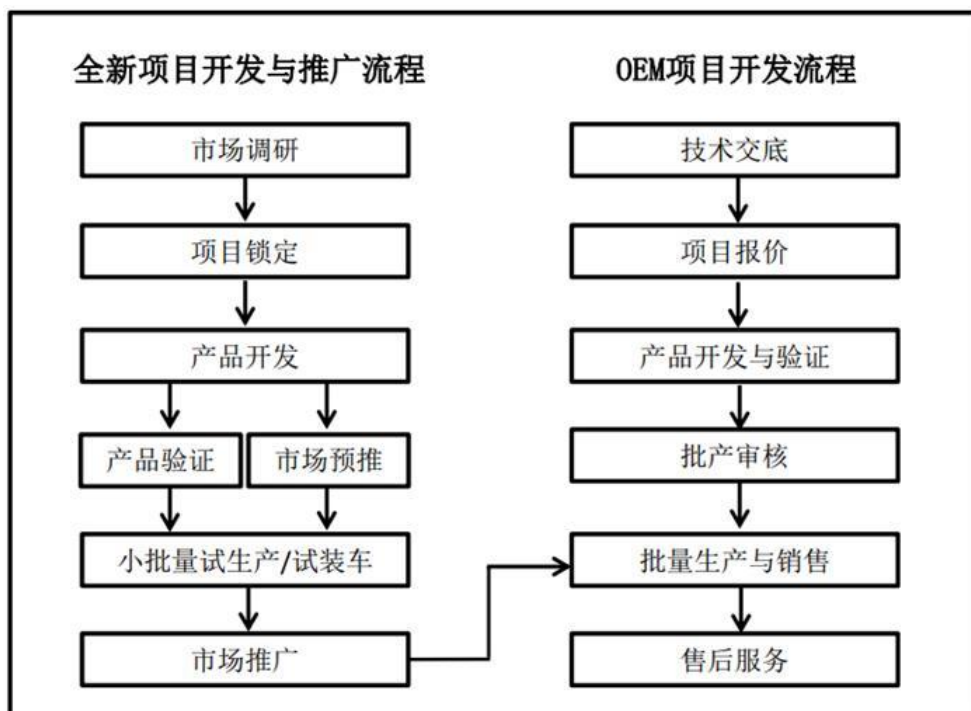 全新项目开发与推广流程
市场调研
项目锁定
产品开发
产品验证
市场预推
小批量试生产/试装车
市场推广
OEM项目开发流程
技术交底
项目报价
产品开发与验证
批产审核
批量生产与销售
售后服务